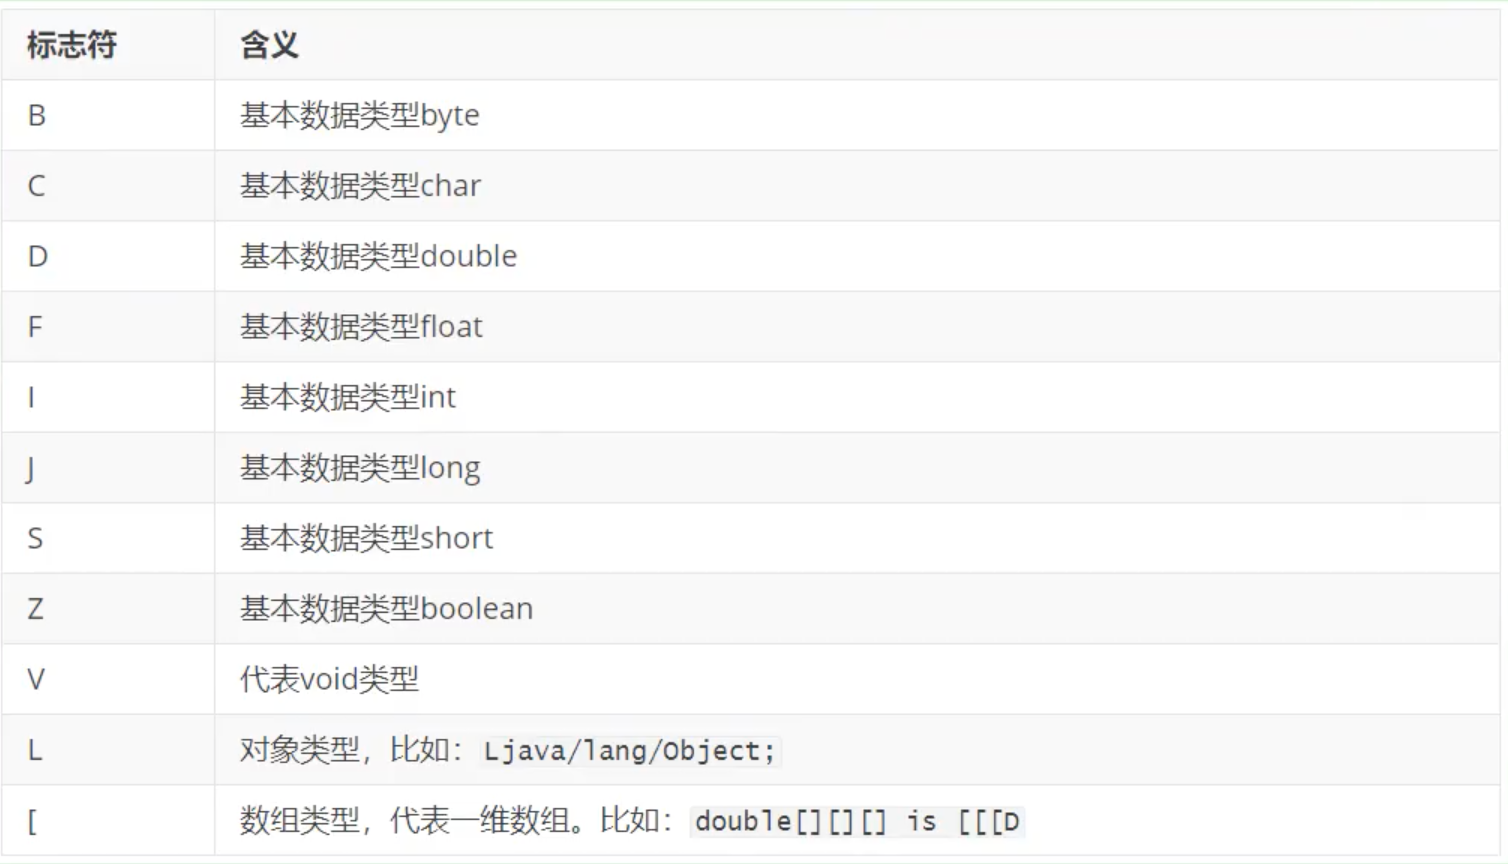 标志符 含义
B 基本数据类型byte
C 基本数据类型char
D 基本数据类型double
F 基本数据类型float
I 基本数据类型int
J 基本数据类型long
S 基本数据类型short
Z 基本数据类型boolean
V 代表void类型
L 对象类型，比如：Ljava/lang/Object;
[ 数组类型，代表一维数组。比如：double[][][] is [[[D